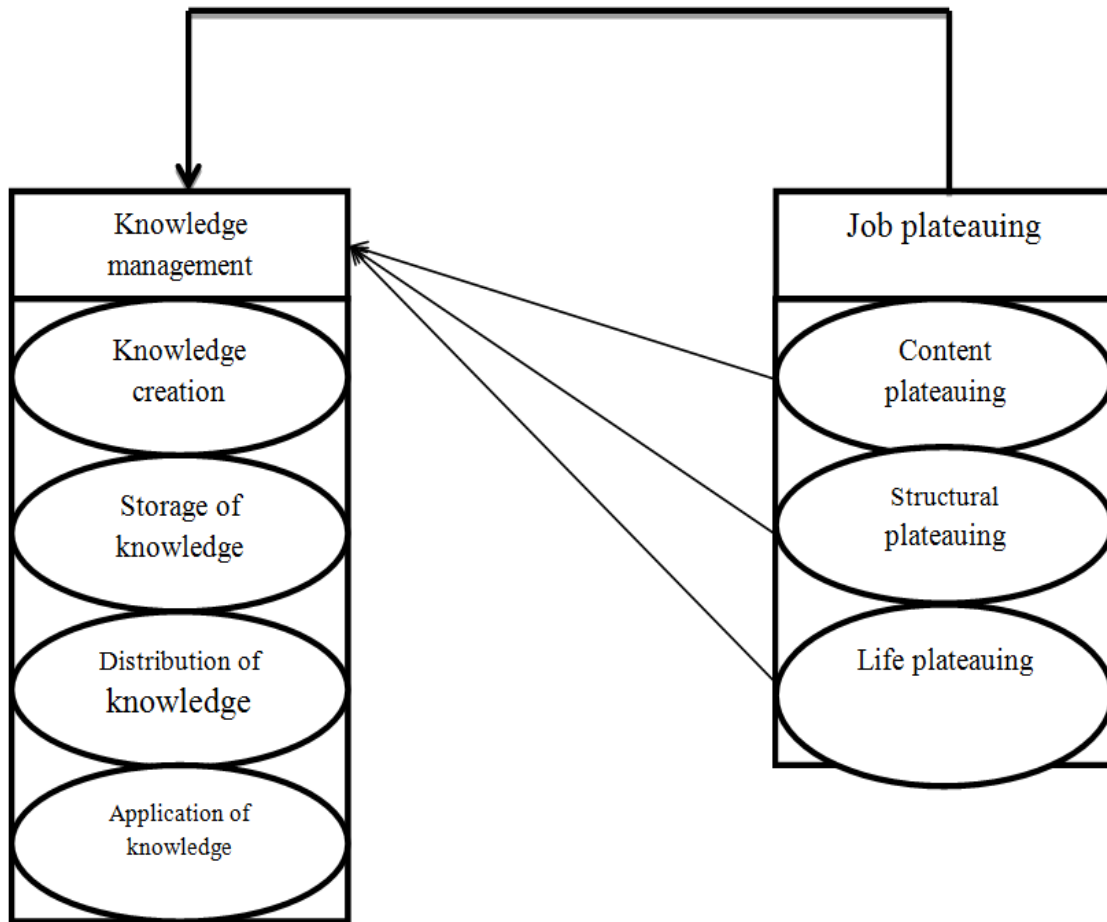 Knowledge
management
Knowledge
creation
Storage of
knowledge
Distribution of
knowledge
Application of
knowledge
Job plateauing
Content
plateauing
Structural
plateauing
Life plateauing